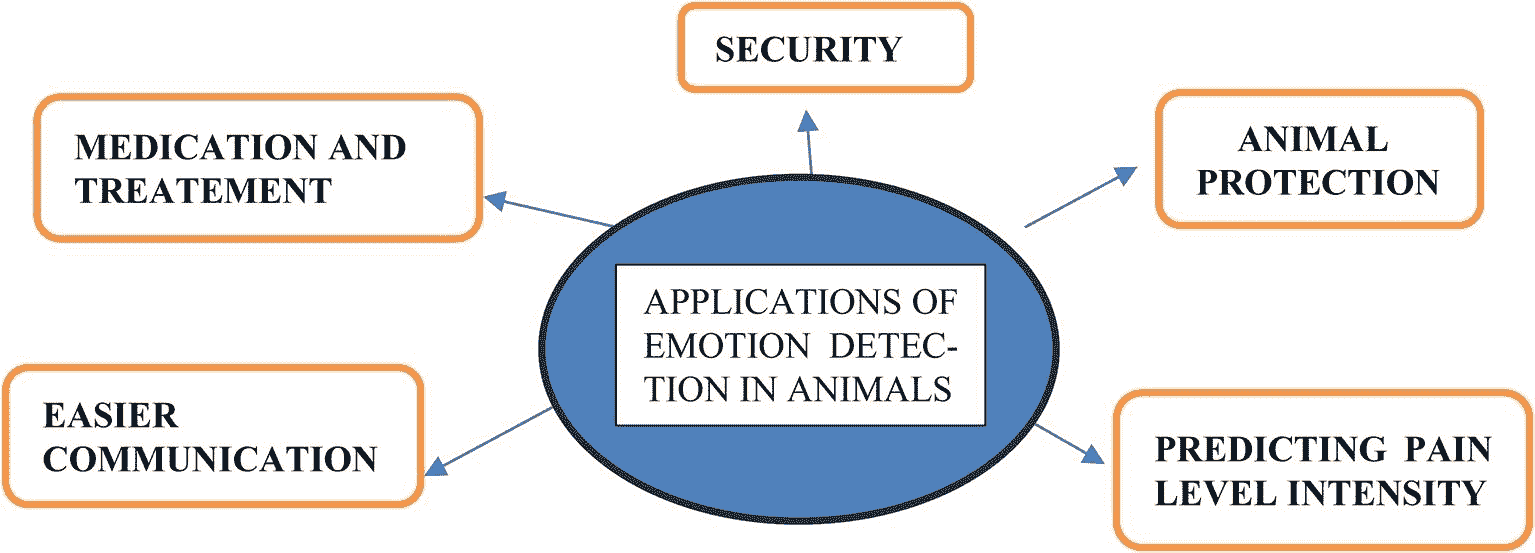 SECURITY
MEDICATION AND
TREATEMENT
ANIMAL
PROTECTION
APPLICATIONS OF
EMOTION DETEC-
TION IN ANIMALS
EASIER
COMMUNICATION
PREDICTING PAIN
LEVEL INTENSITY